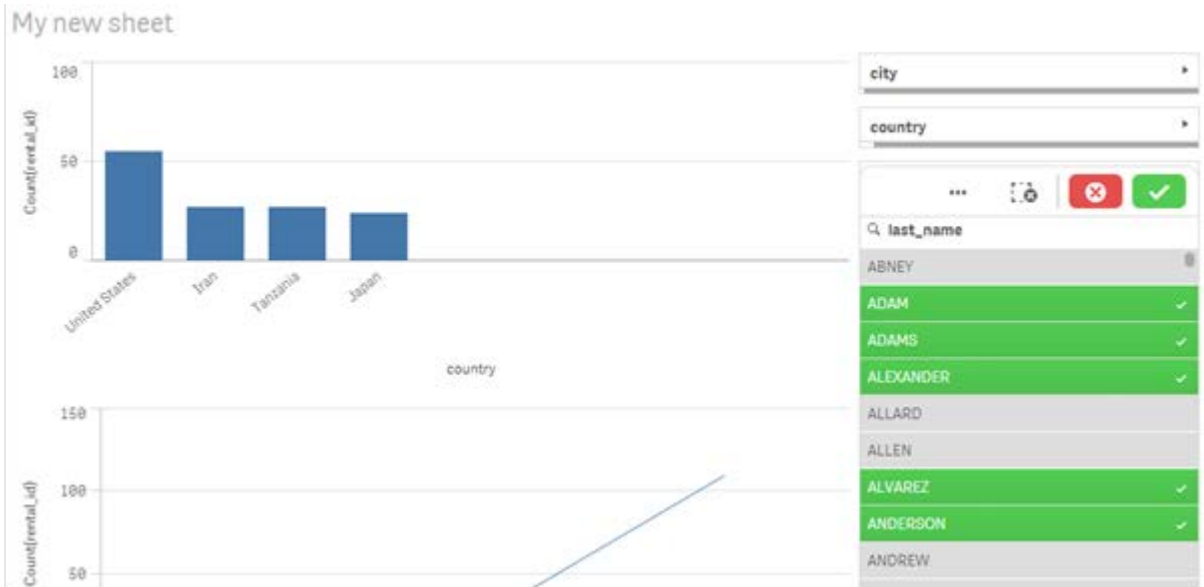 My new sheet
100
50
0
Count(rental_id)
United States
Iran
Tanzania
Japan
country
150
100
50
Count(rental_id)
city
country
last_name
ABNEY
ADAM
ADAMS
ALEXANDER
ALLARD
ALLEN
ALVAREZ
ANDERSON
ANDREW